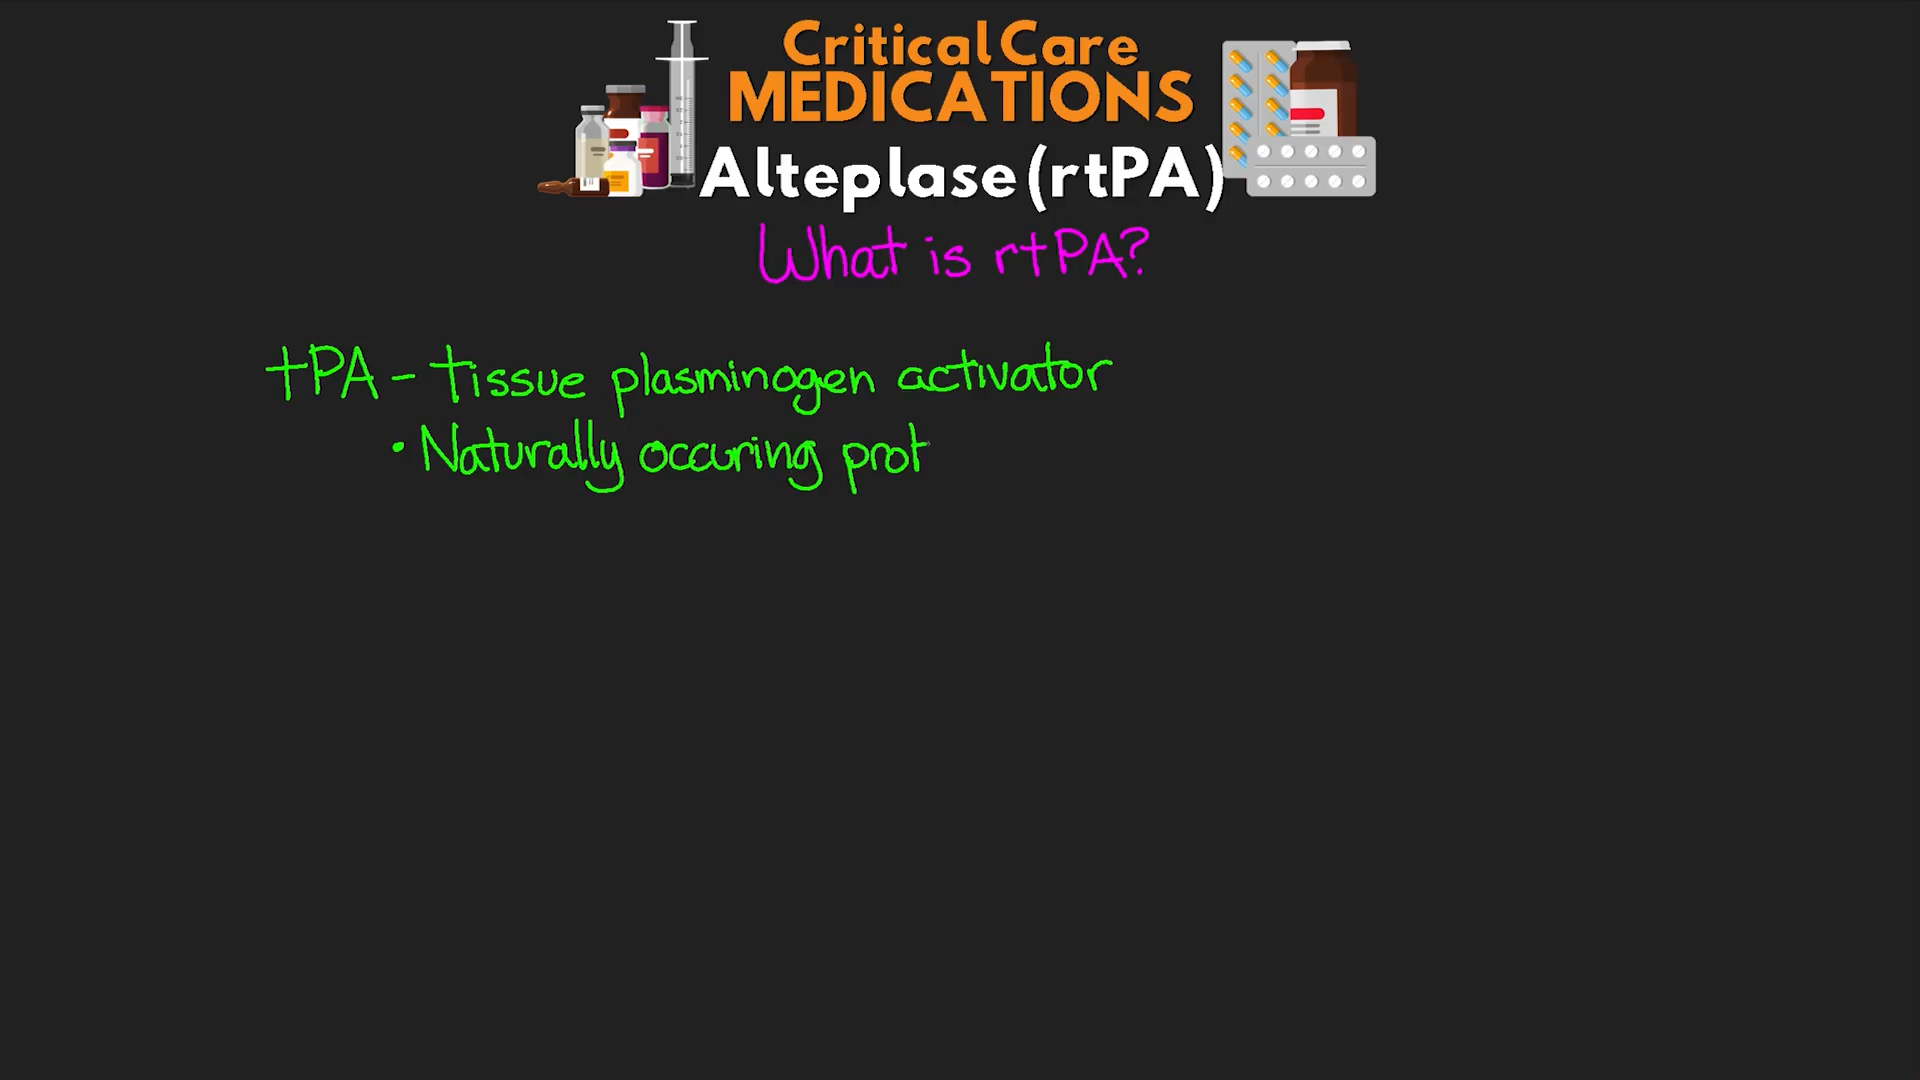 Critical Care
MEDICATIONS
Alteplase (rtPA)
What is rtPA?
tPA - tissue plasminogen activator
• Naturally occuring prot